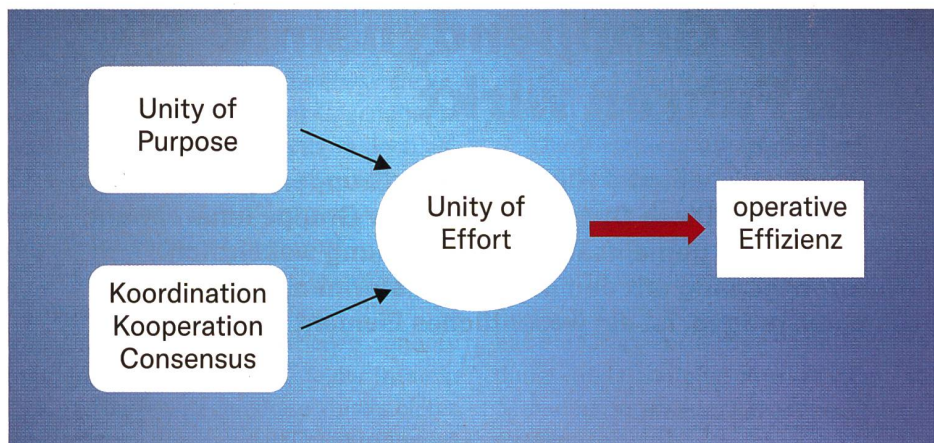 Unity of
Purpose
Koordination
Kooperation
Consensus
Unity of
Effort
operative
Effizienz